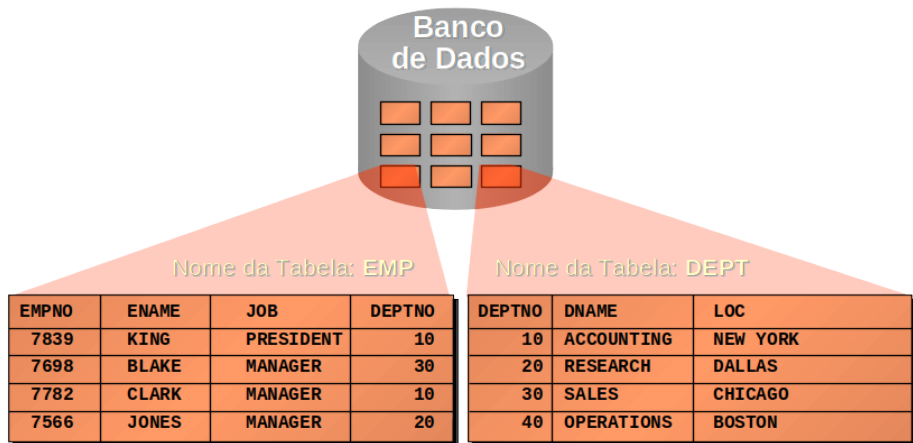 Banco
de Dados
Nome da Tabela: EMP
EMPNO ENAME JOB DEPTNO
7839 KING PRESIDENT 10
7698 BLAKE MANAGER 30
7782 CLARK MANAGER 10
7566 JONES MANAGER 20
Nome da Tabela: DEPT
DEPTNO DNAME LOC
10 ACCOUNTING NEW YORK
20 RESEARCH DALLAS
30 SALES CHICAGO
40 OPERATIONS BOSTON